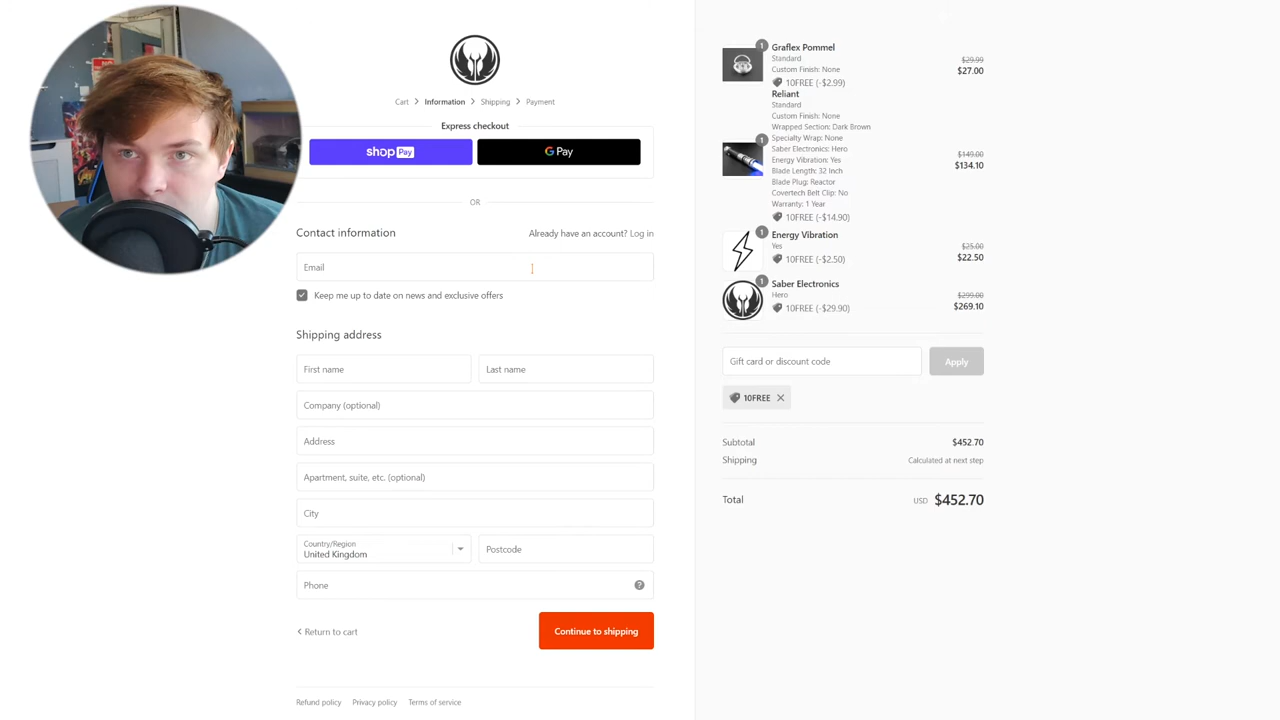 Cart > Information > Shipping > Payment
Express checkout
shop Pay
G Pay
OR
Contact information
Already have an account? Log in
Email
Keep me up to date on news and exclusive offers
Shipping address
First name
Last name
Company (optional)
Address
Apartment, suite, etc. (optional)
City
Country/Region
United Kingdom
Postcode
Phone
?
< Return to cart
Continue to shipping
Refund policy
Privacy policy
Terms of service
1
Graflex Pommel
Standard
Custom Finish: None
10FREE (-$2.99)
$29.99
$27.00
1
Reliant
Standard
Custom Finish: None
Wrapped Section: Dark Brown
Specialty Wrap: None
Saber Electronics: Hero
Energy Vibration: Yes
Blade Length: 32 Inch
Blade Plug: Reactor
Covertech Belt Clip: No
Warranty: 1 Year
10FREE (-$14.90)
$149.00
$134.10
1
Energy Vibration
Yes
10FREE (-$2.50)
$25.00
$22.50
1
Saber Electronics
Hero
10FREE (-$29.90)
$299.00
$269.10
Gift card or discount code
Apply
10FREE
Subtotal
$452.70
Shipping
Calculated at next step
Total
USD $452.70